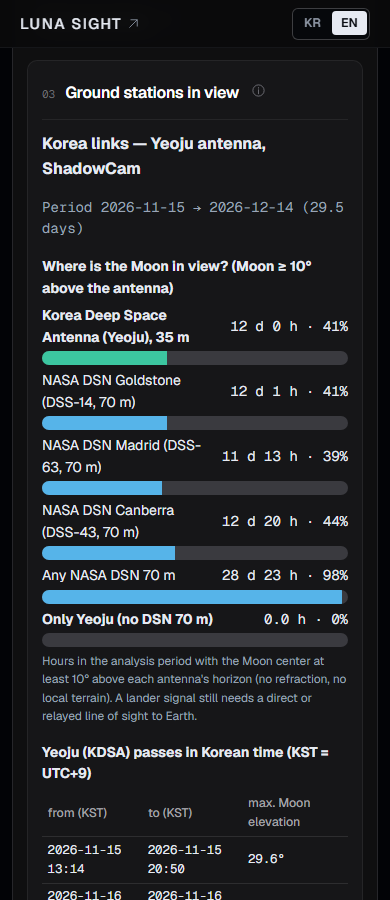 LUNA SIGHT ↗
KR EN
03 Ground stations in view ⓘ
Korea links — Yeoju antenna,
ShadowCam
Period 2026-11-15 → 2026-12-14 (29.5
days)
Where is the Moon in view? (Moon ≥ 10°
above the antenna)
Korea Deep Space
Antenna (Yeoju), 35 m
12 d 0 h · 41%
NASA DSN Goldstone
(DSS-14, 70 m)
12 d 1 h · 41%
NASA DSN Madrid (DSS-
63, 70 m)
11 d 13 h · 39%
NASA DSN Canberra
(DSS-43, 70 m)
12 d 20 h · 44%
Any NASA DSN 70 m 28 d 23 h · 98%
Only Yeoju (no DSN 70 m) 0.0 h · 0%
Hours in the analysis period with the Moon center at
least 10° above each antenna's horizon (no refraction, no
local terrain). A lander signal still needs a direct or
relayed line of sight to Earth.
Yeoju (KDSA) passes in Korean time (KST =
UTC+9)
from (KST) to (KST) max. Moon
elevation
2026-11-15 2026-11-15
13:14 20:50 29.6°
2026-11-16 2026-11-16